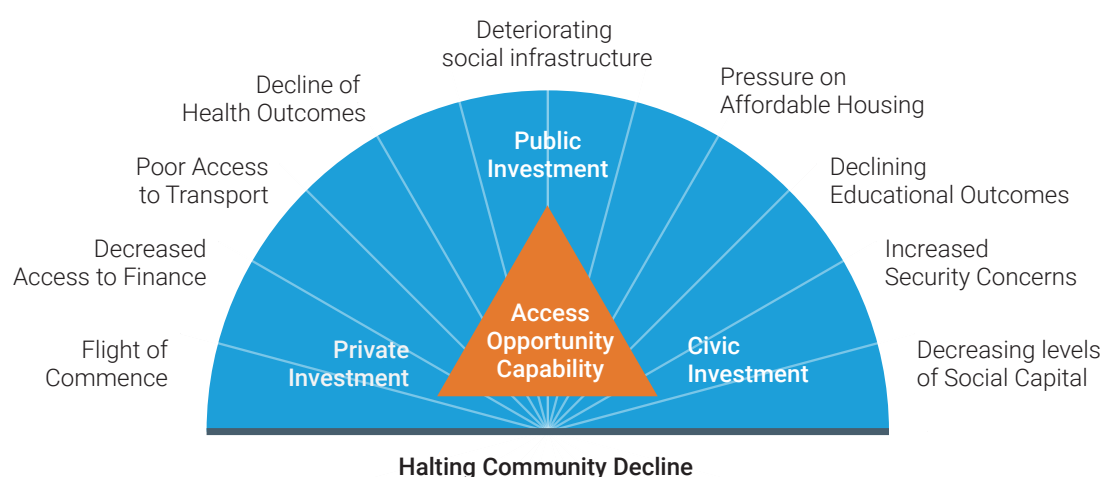 Deteriorating
social infrastructure
Decline of
Health Outcomes
Pressure on
Affordable Housing
Poor Access
to Transport
Public
Investment
Declining
Educational Outcomes
Decreased
Access to Finance
Increased
Security Concerns
Flight of
Commence
Private
Investment
Access
Opportunity
Capability
Civic
Investment
Decreasing levels
of Social Capital
Halting Community Decline